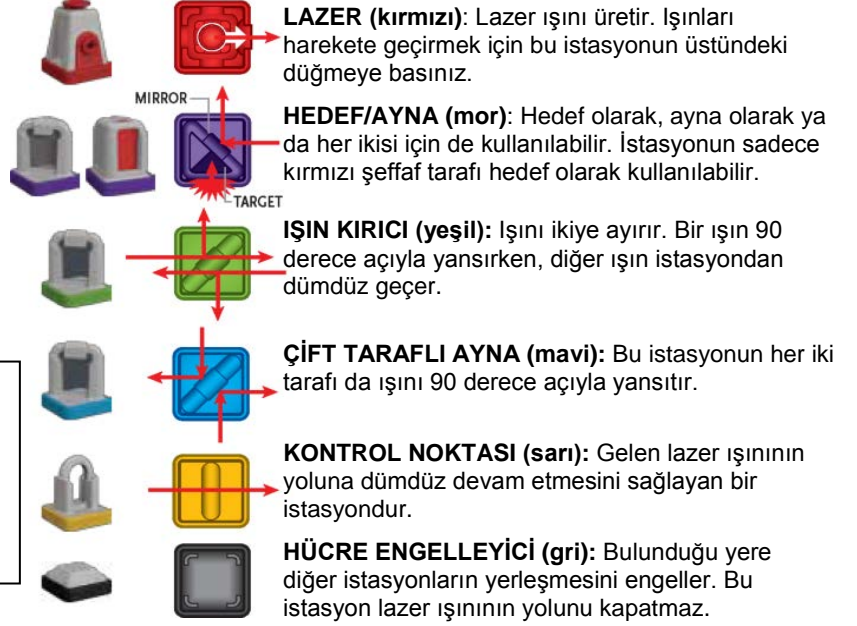 LAZER (kırmızı): Lazer ışını üretir. Işınları
harekete geçirmek için bu istasyonun üstündeki
düğmeye basınız.
MIRROR
HEDEF/AYNA (mor): Hedef olarak, ayna olarak ya
da her ikisi için de kullanılabilir. İstasyonun sadece
kırmızı şeffaf tarafı hedef olarak kullanılabilir.
TARGET
IŞIN KIRICI (yeşil): Işını ikiye ayırır. Bir ışın 90
derece açıyla yansırken, diğer ışın istasyondan
dümdüz geçer.
ÇİFT TARAFLI AYNA (mavi): Bu istasyonun her iki
tarafı da ışını 90 derece açıyla yansıtır.
KONTROL NOKTASI (sarı): Gelen lazer ışınının
yoluna dümdüz devam etmesini sağlayan bir
istasyondur.
HÜCRE ENGELLEYİCİ (gri): Bulunduğu yere
diğer istasyonların yerleşmesini engeller. Bu
istasyon lazer ışınının yolunu kapatmaz.